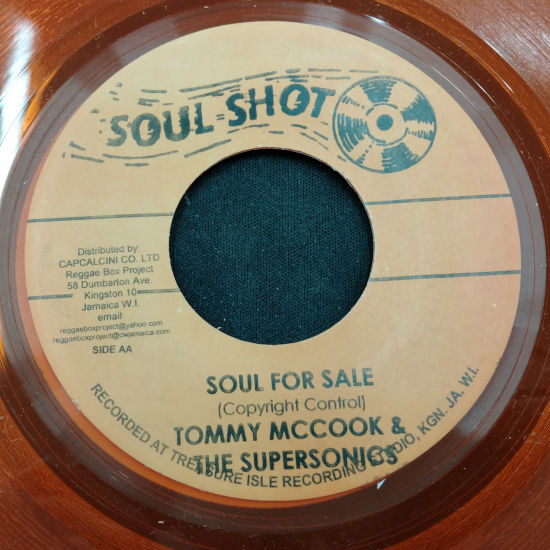 SOUL SHOT
Distributed by:
CAPCALCINI CO. LTD
Reggae Box Project
58 Dumbarton Ave.
Kingston 10
Jamaica W.I.
email:
reggaeboxproject@yahoo.com
reggaeboxproject@cwjamaica.com
SIDE AA
SOUL FOR SALE
(Copyright Control)
TOMMY MCCOOK &
THE SUPERSONICS
RECORDED AT TREASURE ISLE RECORDING STUDIO, KGN. JA. W.I.